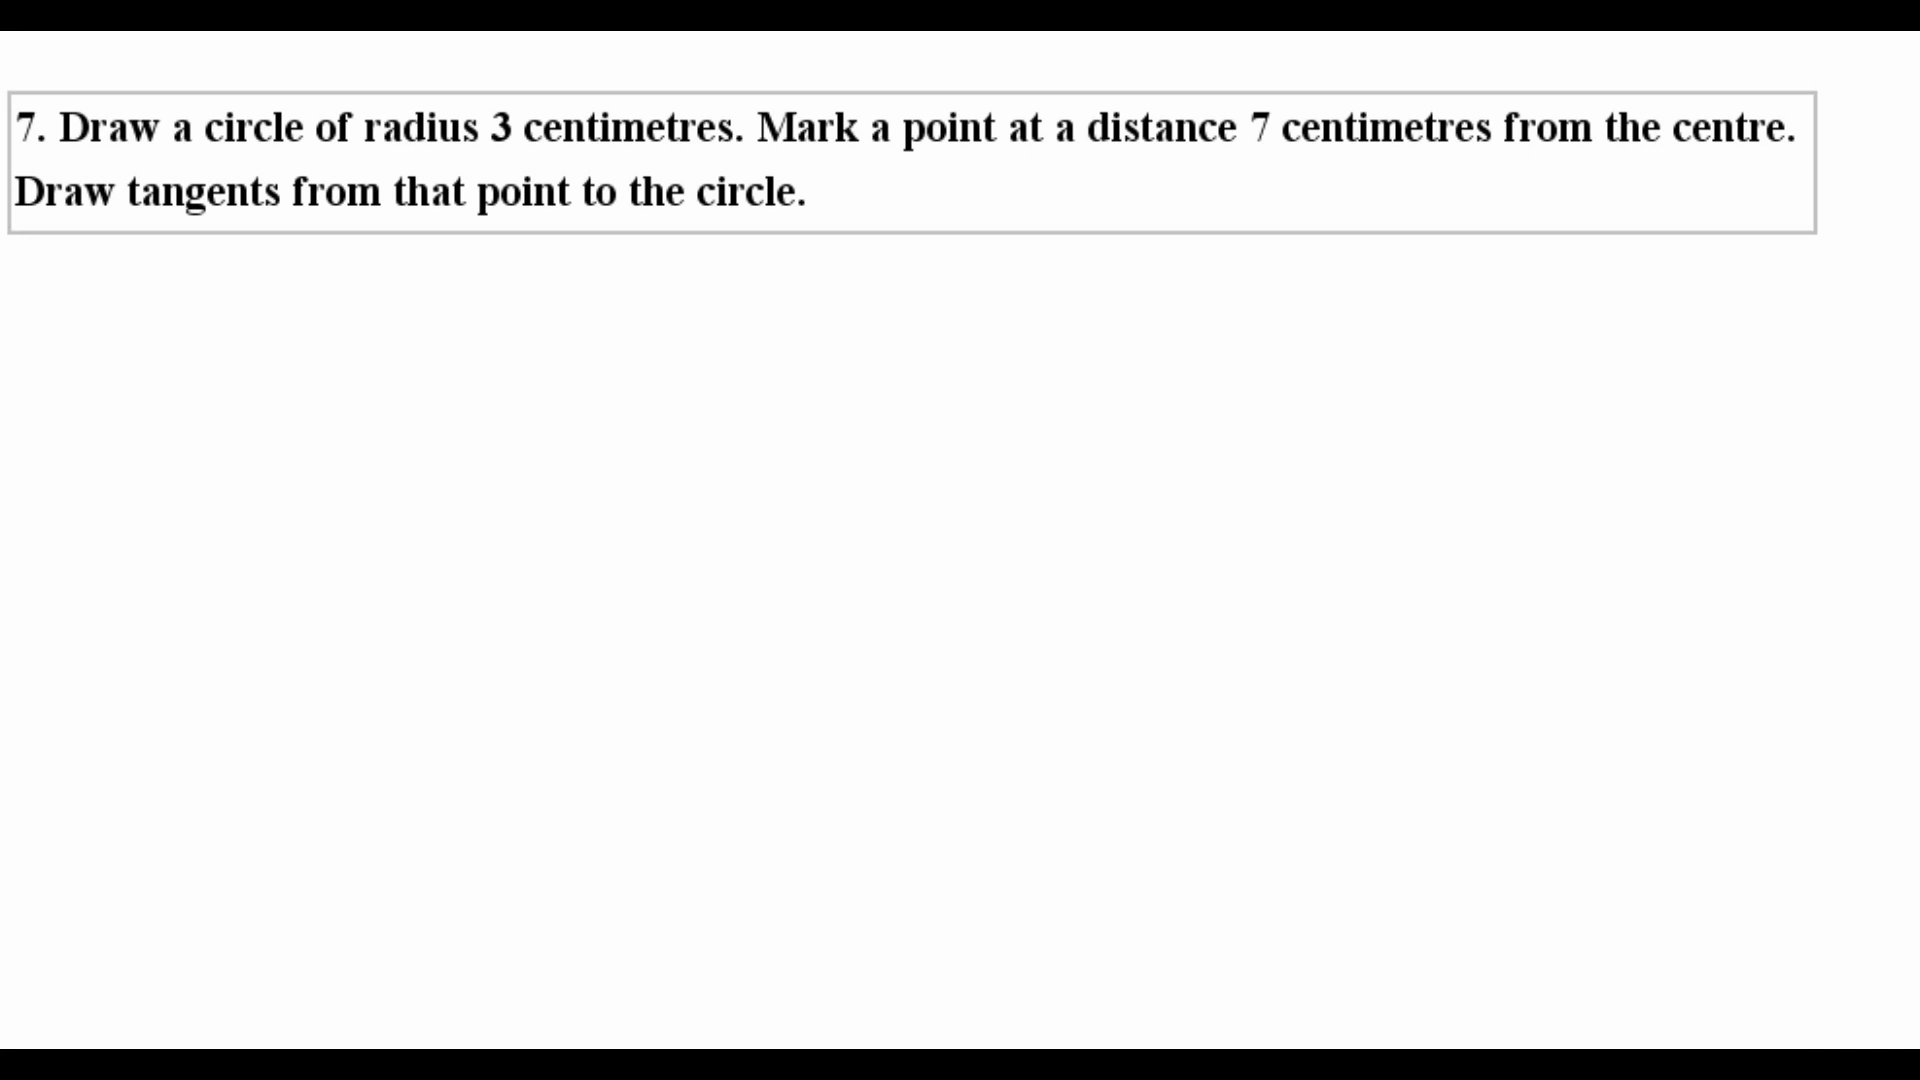 7. Draw a circle of radius 3 centimetres. Mark a point at a distance 7 centimetres from the centre.
Draw tangents from that point to the circle.